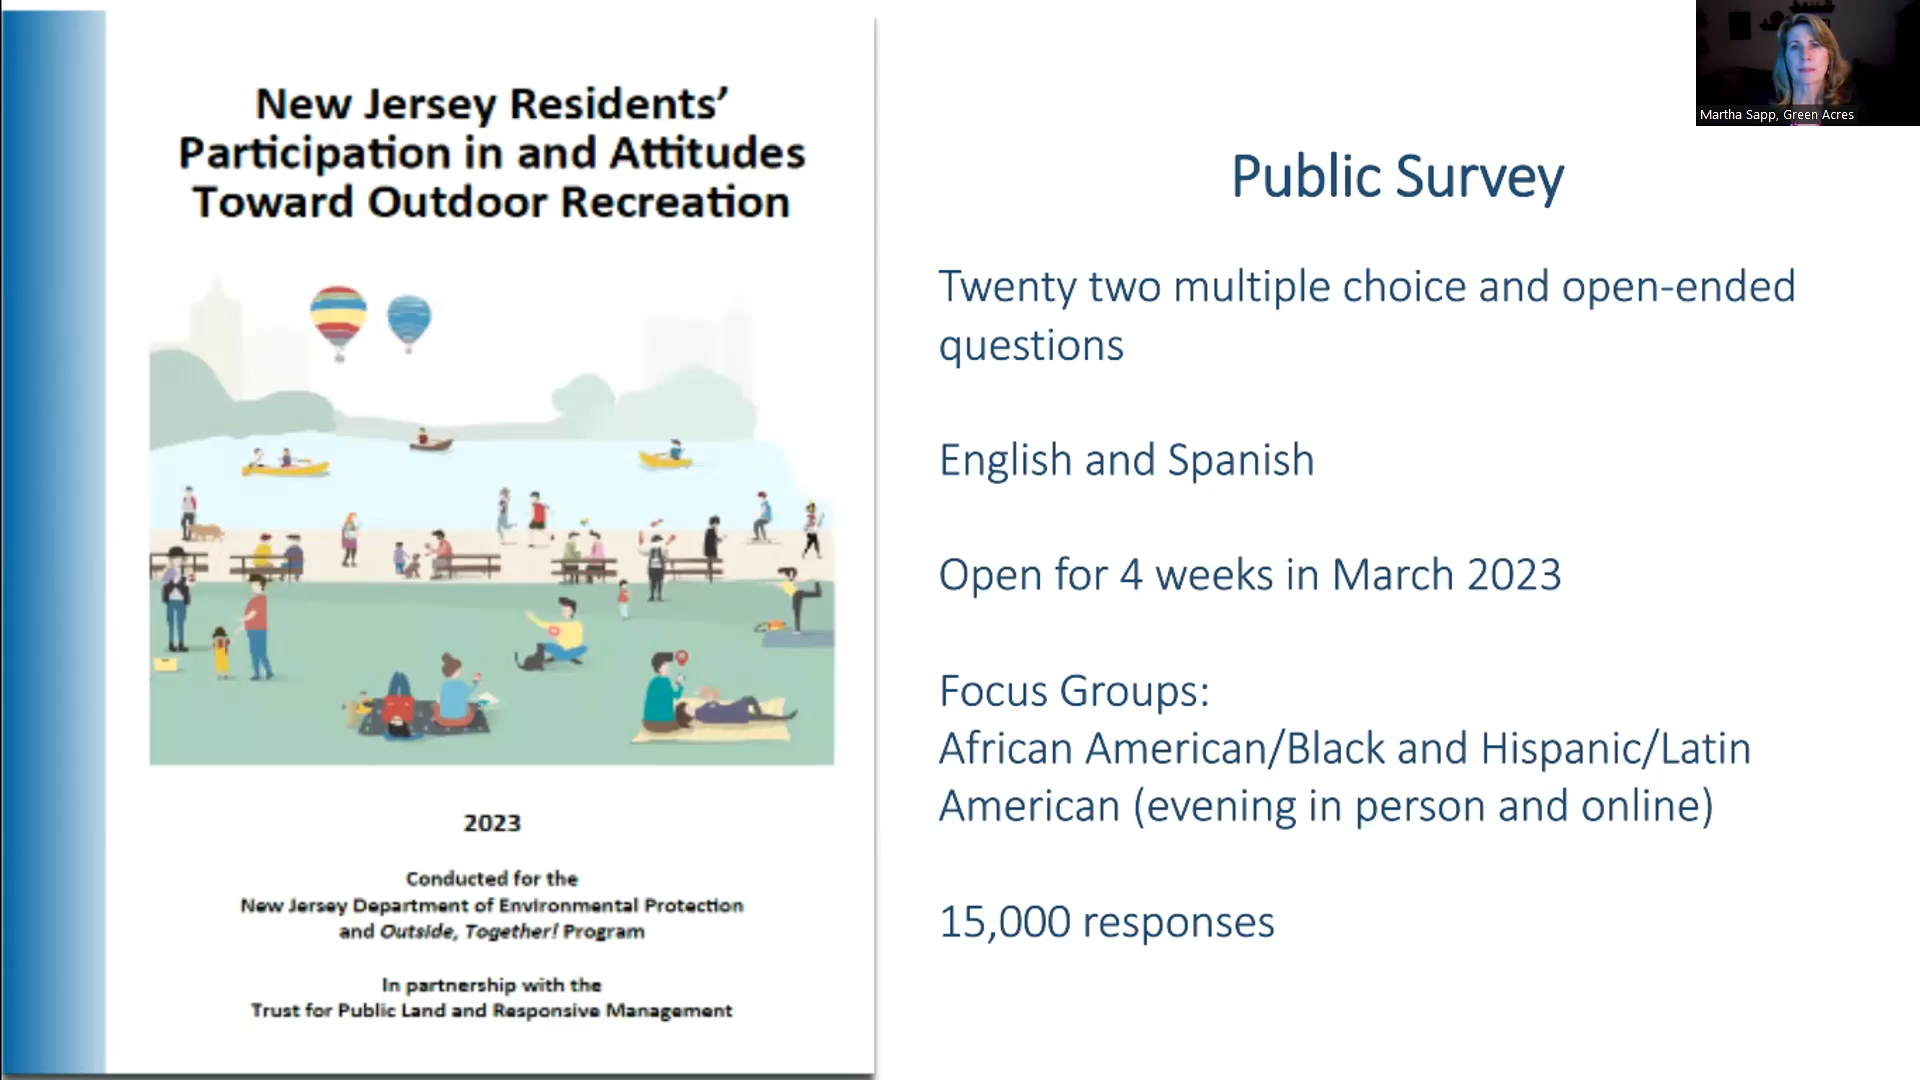 New Jersey Residents’
Participation in and Attitudes
Toward Outdoor Recreation
2023
Conducted for the
New Jersey Department of Environmental Protection
and Outside, Together! Program
In partnership with the
Trust for Public Land and Responsive Management
Martha Sapp, Green Acres
Public Survey
Twenty two multiple choice and open-ended
questions
English and Spanish
Open for 4 weeks in March 2023
Focus Groups:
African American/Black and Hispanic/Latin
American (evening in person and online)
15,000 responses